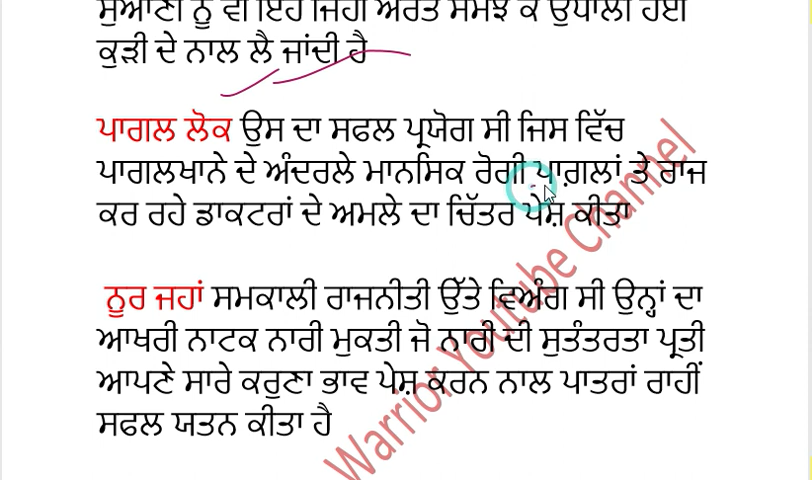 ਸੁਆਣੀ ਨੂੰ ਵੀ ਇਹ ਜਿਹੀ ਔਰਤ ਸਮਝ ਕੇ ਉਧਾਲੀ ਹੋਈ
ਕੁੜੀ ਦੇ ਨਾਲ ਲੈ ਜਾਂਦੀ ਹੈ
ਪਾਗਲ ਲੋਕ ਉਸ ਦਾ ਸਫਲ ਪ੍ਰਯੋਗ ਸੀ ਜਿਸ ਵਿੱਚ
ਪਾਗਲਖਾਨੇ ਦੇ ਅੰਦਰਲੇ ਮਾਨਸਿਕ ਰੋਗੀ ਪਾਗ਼ਲਾਂ ਤੇ ਰਾਜ
ਕਰ ਰਹੇ ਡਾਕਟਰਾਂ ਦੇ ਅਮਲੇ ਦਾ ਚਿੱਤਰ ਪੇਸ਼ ਕੀਤਾ
ਨੂਰ ਜਹਾਂ ਸਮਕਾਲੀ ਰਾਜਨੀਤੀ ਉੱਤੇ ਵਿਅੰਗ ਸੀ ਉਨ੍ਹਾਂ ਦਾ
ਆਖਰੀ ਨਾਟਕ ਨਾਰੀ ਮੁਕਤੀ ਜੋ ਨਾਰੀ ਦੀ ਸੁਤੰਤਰਤਾ ਪ੍ਰਤੀ
ਆਪਣੇ ਸਾਰੇ ਕਰੁਣਾ ਭਾਵ ਪੇਸ਼ ਕਰਨ ਨਾਲ ਪਾਤਰਾਂ ਰਾਹੀਂ
ਸਫਲ ਯਤਨ ਕੀਤਾ ਹੈ
Warrior Youtube Channel